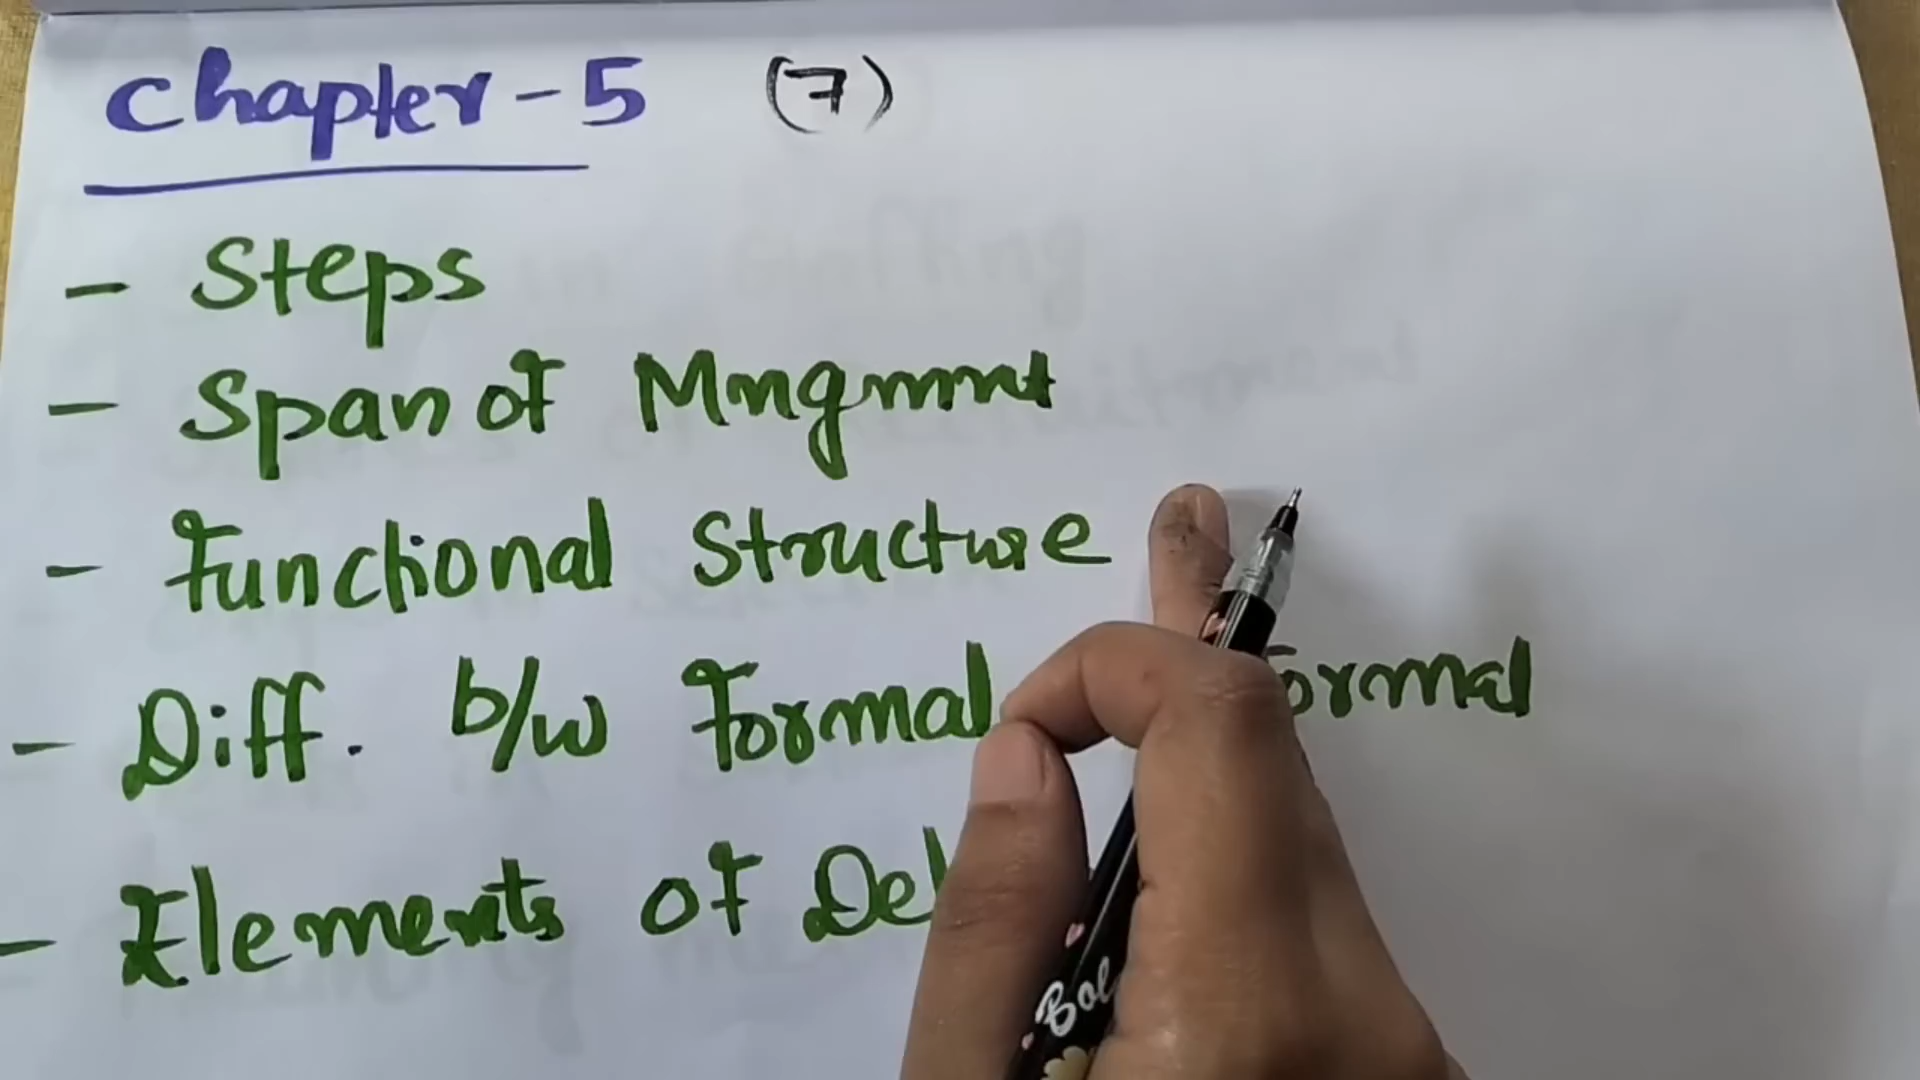 Chapter - 5 (7)
- Steps
- Span of Mngmnt
- Functional Structure
- Diff. b/w Formal
- Elements of